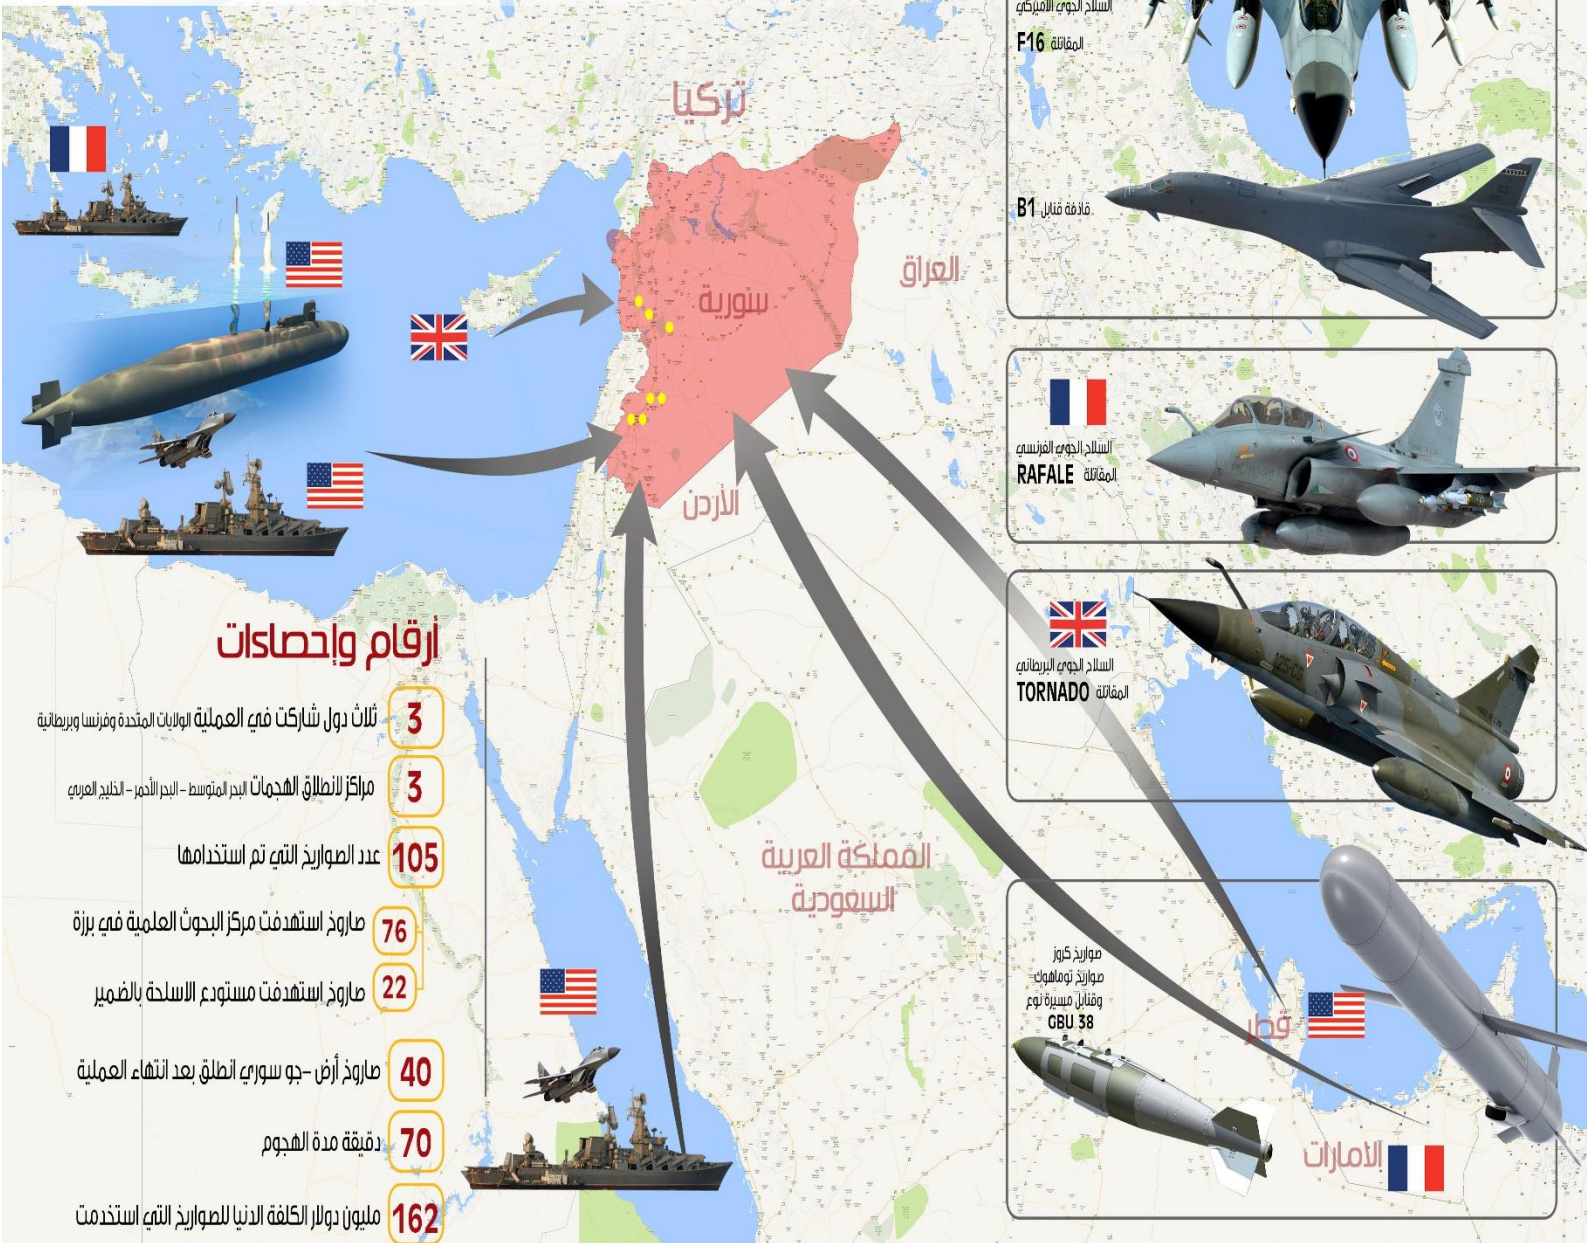 السلاح الجوي الأميركي
المقاتلة F16
قاذفة قنابل B1
تركيا
العراق
سورية
الأردن
السلاح الجوي الفرنسي
المقاتلة RAFALE
السلاح الجوي البريطاني
المقاتلة TORNADO
أرقام وإحصاءات
3 ثلاث دول شاركت في العملية الولايات المتحدة وفرنسا وبريطانية
3 مراكز لانطلاق الهجمات البحر المتوسط – البحر الأحمر – الخليج العربي
105 عدد الصواريخ التي تم استخدامها
76 صاروخ استهدفت مركز البحوث العلمية في برزة
22 صاروخ استهدفت مستودع الاسلحة بالضمير
40 صاروخ أرض –جو سوري انطلق بعد انتهاء العملية
70 دقيقة مدة الهجوم
162 مليون دولار الكلفة الدنيا للصواريخ التي استخدمت
المملكة العربية
السعودية
صواريخ كروز
صواريخ توماهوك
وقنابل مسيرة نوع
GBU 38
قطر
الامارات
125-CG